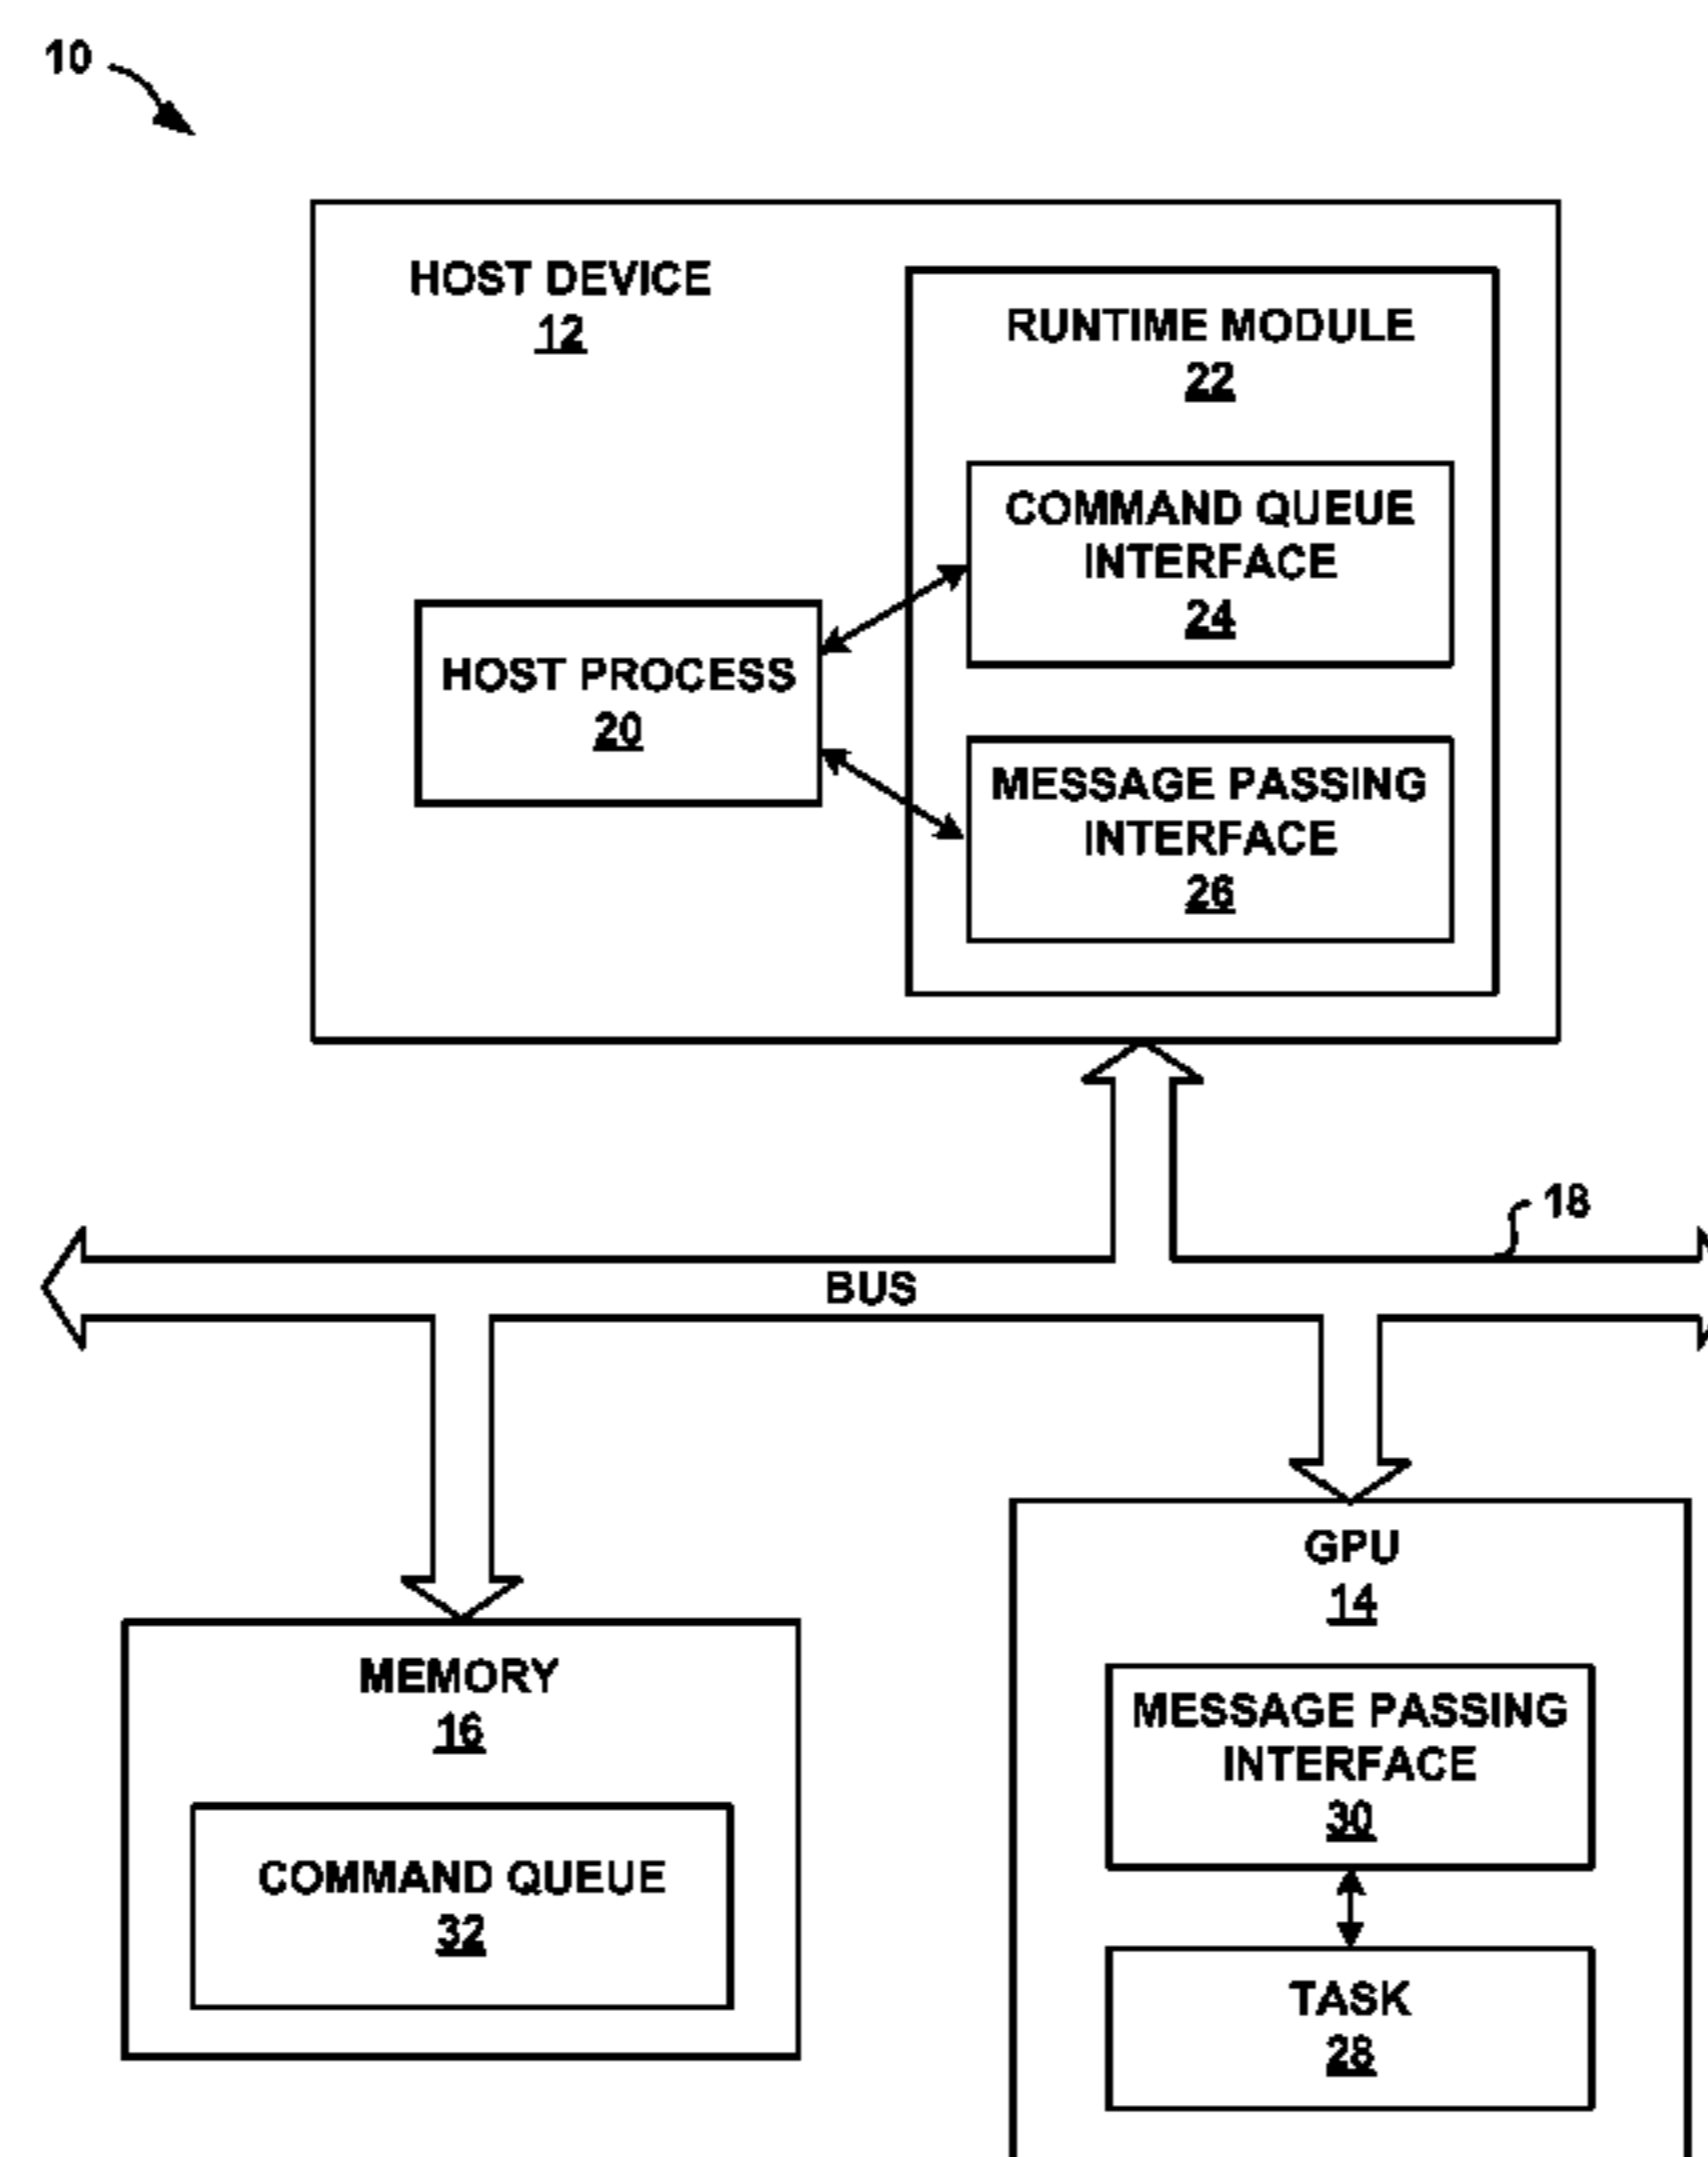 10
HOST DEVICE
12
RUNTIME MODULE
22
COMMAND QUEUE
INTERFACE
24
HOST PROCESS
20
MESSAGE PASSING
INTERFACE
26
18
BUS
GPU
14
MEMORY
16
MESSAGE PASSING
INTERFACE
30
COMMAND QUEUE
32
TASK
28